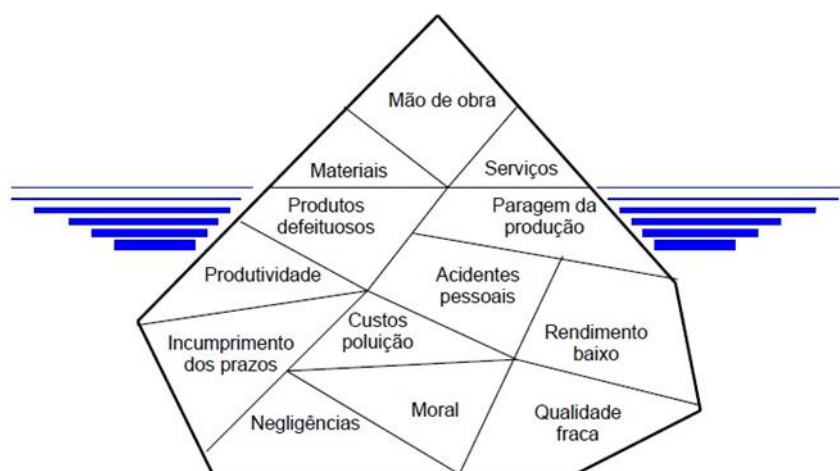 Mão de obra
Materiais
Serviços
Produtos
defeituosos
Paragem da
produção
Produtividade
Acidentes
pessoais
Incumprimento
dos prazos
Custos
poluição
Rendimento
baixo
Negligências
Moral
Qualidade
fraca